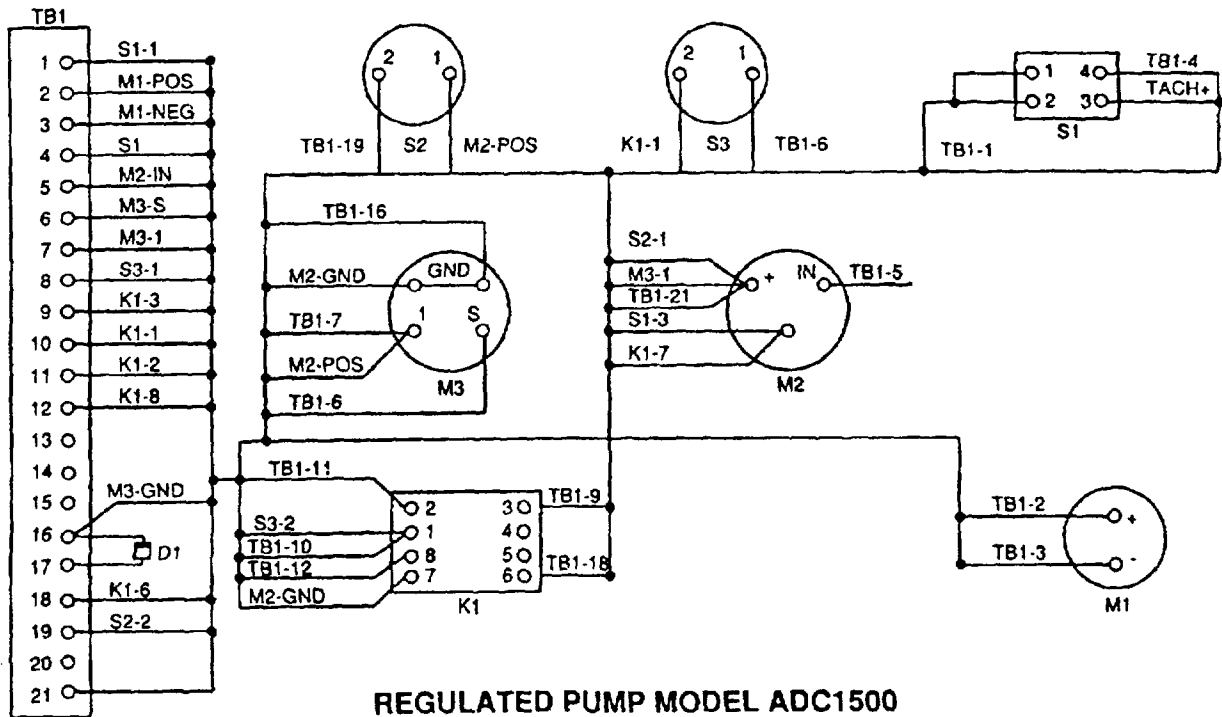 TB1
1 S1-1
2 M1-POS
3 M1-NEG
4 S1
5 M2-IN
6 M3-S
7 M3-1
8 S3-1
9 K1-3
10 K1-1
11 K1-2
12 K1-8
13
14
15 M3-GND
16
17 D1
18 K1-6
19 S2-2
20
21
2 1
TB1-19 S2 M2-POS
2 1
K1-1 S3 TB1-6
1 4 TB1-4
2 3 TACH+
S1
TB1-1
TB1-16
M2-GND GND
TB1-7 1 S
M2-POS
M3
TB1-6
S2-1
M3-1 + IN TB1-5
TB1-21
S1-3
K1-7
M2
TB1-11
2 3 TB1-9
S3-2 1 4
TB1-10
TB1-12 8 5
7 6 TB1-18
M2-GND
K1
TB1-2 +
TB1-3 -
M1
REGULATED PUMP MODEL ADC1500